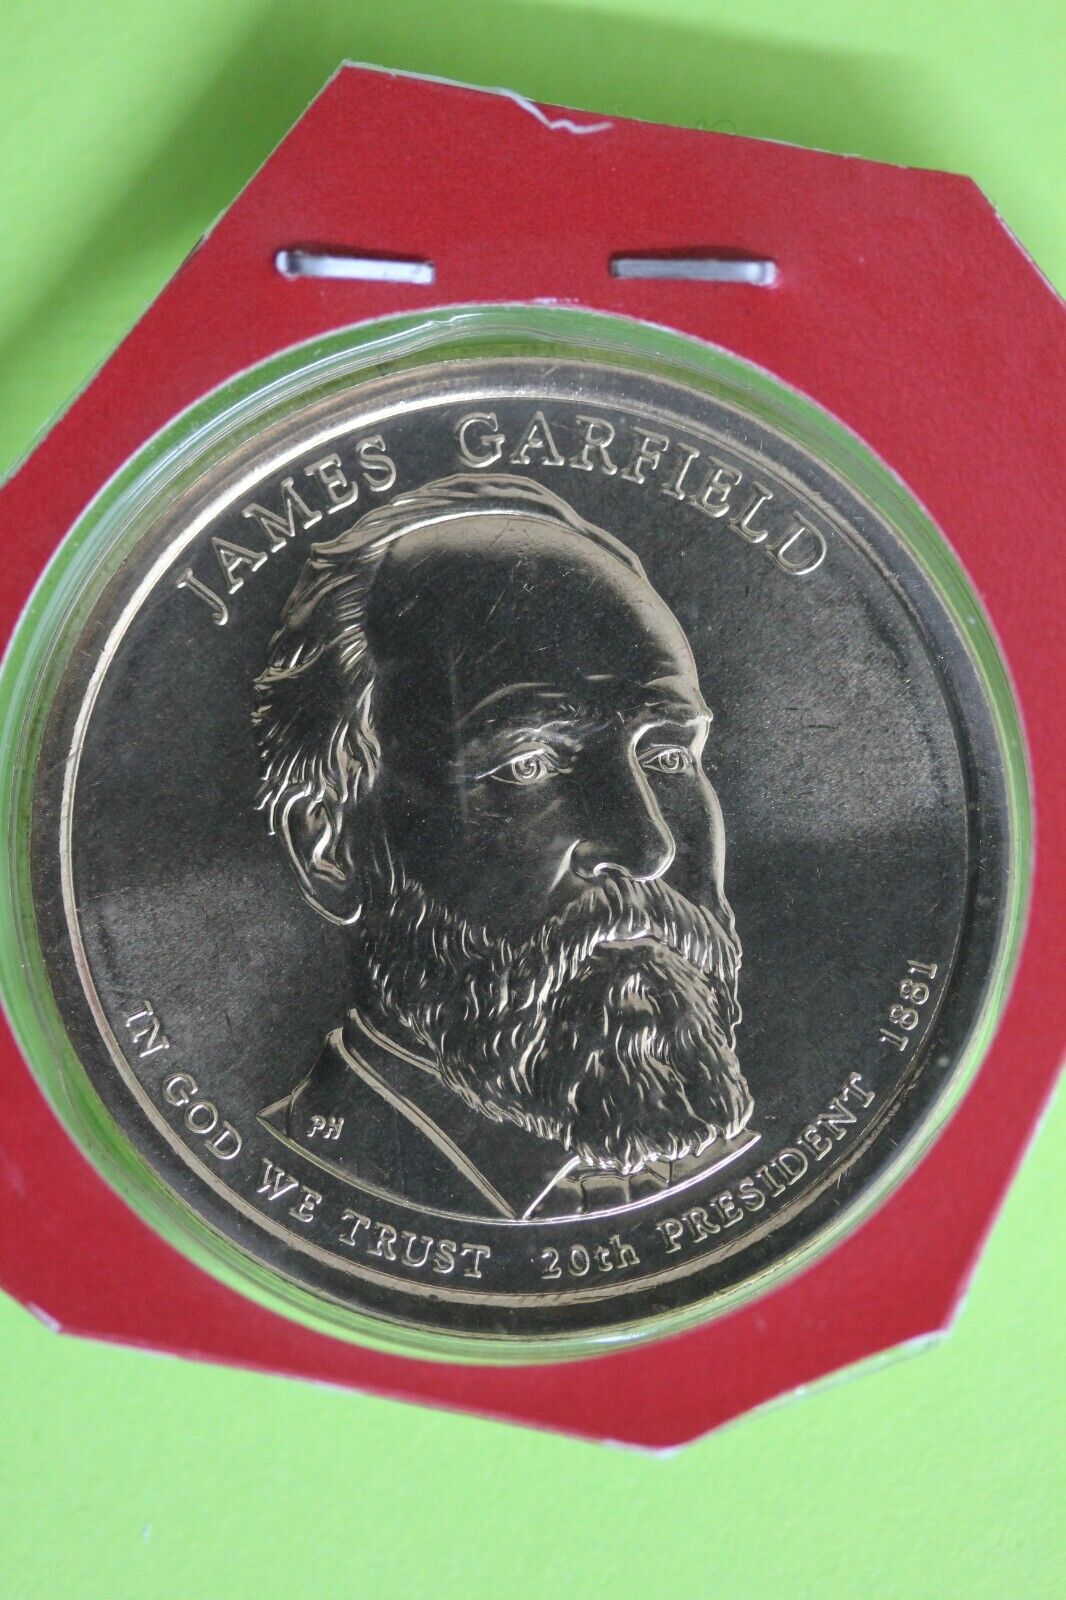 JAMES GARFIELD
PH
IN GOD WE TRUST 20th PRESIDENT 1881